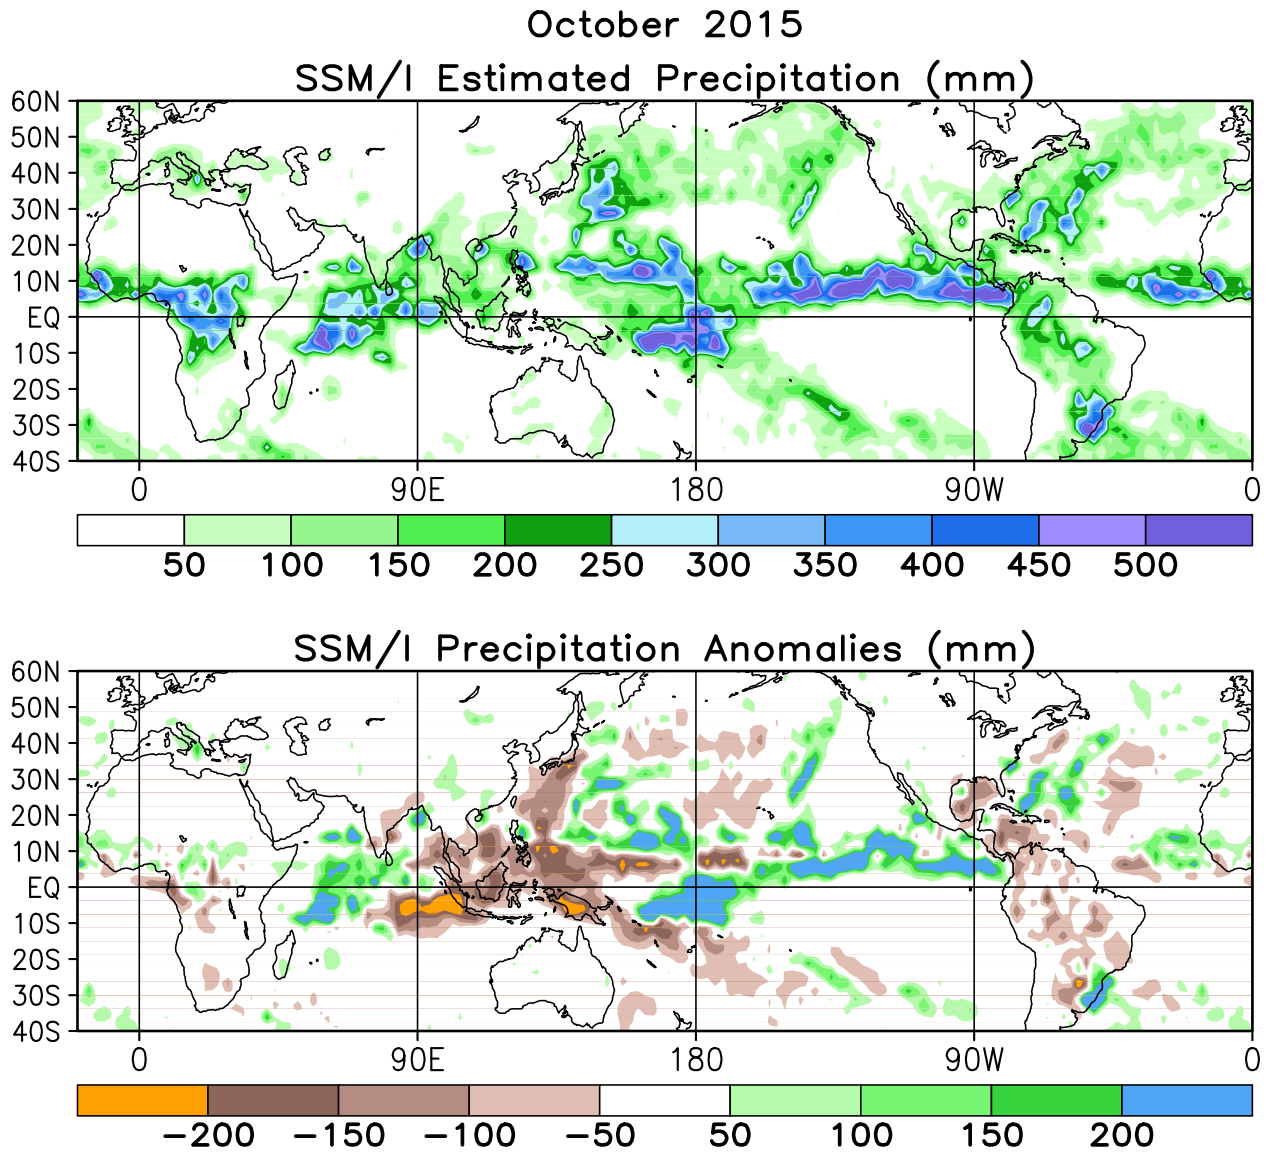 October 2015
SSM/I Estimated Precipitation (mm)
60N
50N
40N
30N
20N
10N
EQ
10S
20S
30S
40S
0 90E 180 90W 0
50 100 150 200 250 300 350 400 450 500
SSM/I Precipitation Anomalies (mm)
60N
50N
40N
30N
20N
10N
EQ
10S
20S
30S
40S
0 90E 180 90W 0
−200 −150 −100 −50 50 100 150 200